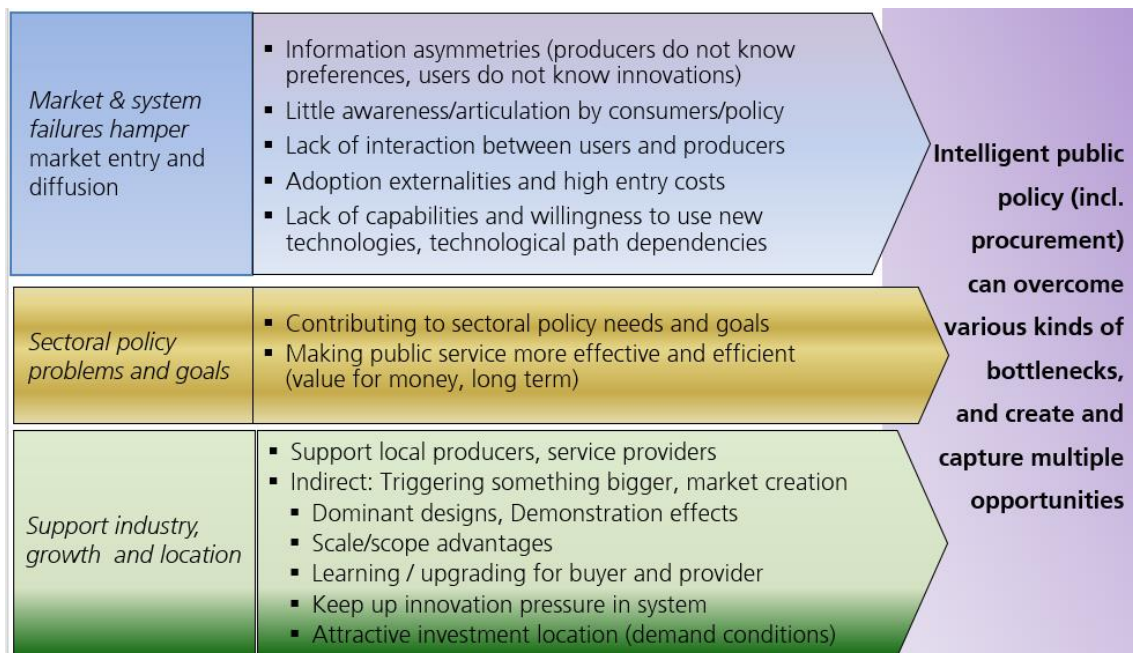 Market & system
failures hamper
market entry and
diffusion
▪ Information asymmetries (producers do not know
preferences, users do not know innovations)
▪ Little awareness/articulation by consumers/policy
▪ Lack of interaction between users and producers
▪ Adoption externalities and high entry costs
▪ Lack of capabilities and willingness to use new
technologies, technological path dependencies
Sectoral policy
problems and goals
▪ Contributing to sectoral policy needs and goals
▪ Making public service more effective and efficient
(value for money, long term)
Support industry,
growth and location
▪ Support local producers, service providers
▪ Indirect: Triggering something bigger, market creation
▪ Dominant designs, Demonstration effects
▪ Scale/scope advantages
▪ Learning / upgrading for buyer and provider
▪ Keep up innovation pressure in system
▪ Attractive investment location (demand conditions)
Intelligent public
policy (incl.
procurement)
can overcome
various kinds of
bottlenecks,
and create and
capture multiple
opportunities